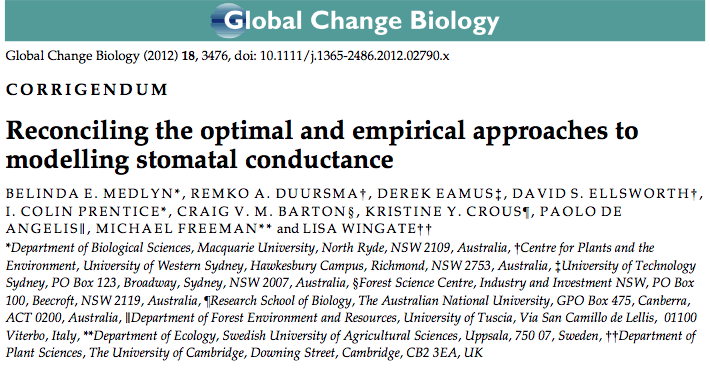 Global Change Biology
Global Change Biology (2012) 18, 3476, doi: 10.1111/j.1365-2486.2012.02790.x
CORRIGENDUM
Reconciling the optimal and empirical approaches to
modelling stomatal conductance
BELINDA E. MEDLYN*, REMKO A. DUURSMA†, DEREK EAMUS‡, DAVID S. ELLSWORTH†,
I. COLIN PRENTICE*, CRAIG V. M. BARTON§, KRISTINE Y. CROUS¶, PAOLO DE
ANGELIS‖, MICHAEL FREEMAN** and LISA WINGATE††
*Department of Biological Sciences, Macquarie University, North Ryde, NSW 2109, Australia, †Centre for Plants and the
Environment, University of Western Sydney, Hawkesbury Campus, Richmond, NSW 2753, Australia, ‡University of Technology
Sydney, PO Box 123, Broadway, Sydney, NSW 2007, Australia, §Forest Science Centre, Industry and Investment NSW, PO Box
100, Beecroft, NSW 2119, Australia, ¶Research School of Biology, The Australian National University, GPO Box 475, Canberra,
ACT 0200, Australia, ‖Department of Forest Environment and Resources, University of Tuscia, Via San Camillo de Lellis, 01100
Viterbo, Italy, **Department of Ecology, Swedish University of Agricultural Sciences, Uppsala, 750 07, Sweden, ††Department of
Plant Sciences, The University of Cambridge, Downing Street, Cambridge, CB2 3EA, UK